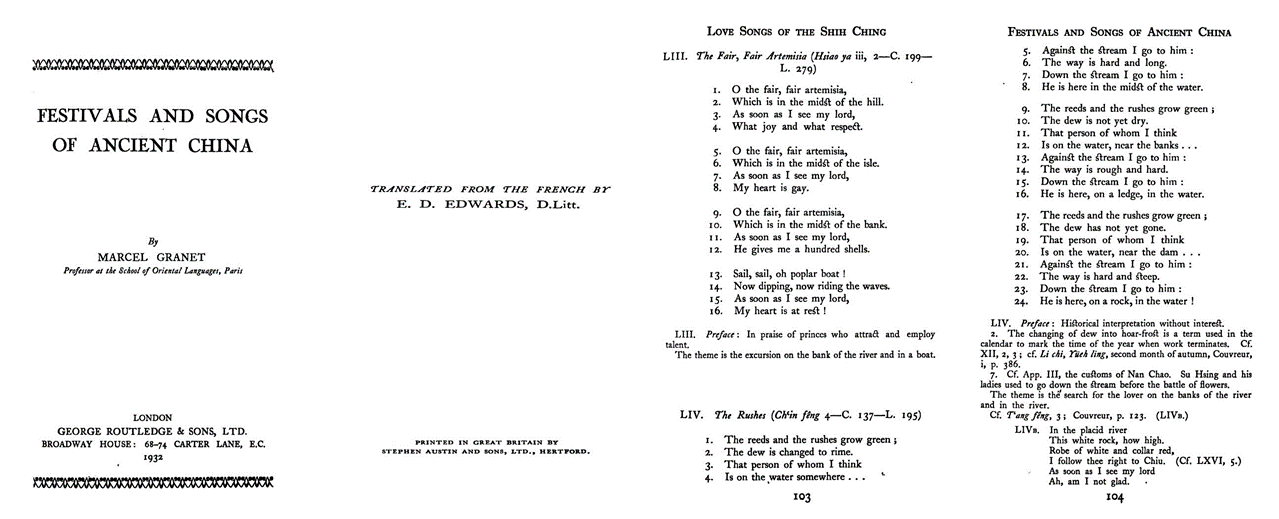 FESTIVALS AND SONGS
OF ANCIENT CHINA
By
MARCEL GRANET
Professor at the School of Oriental Languages, Paris
LONDON
GEORGE ROUTLEDGE & SONS, LTD.
BROADWAY HOUSE: 68-74 CARTER LANE, E.C.
1932
TRANSLATED FROM THE FRENCH BY
E. D. EDWARDS, D.Litt.
PRINTED IN GREAT BRITAIN BY
STEPHEN AUSTIN AND SONS, LTD., HERTFORD.
LOVE SONGS OF THE SHIH CHING
LIII. The Fair, Fair Artemisia (Hsiao ya iii, 2—C. 199—
L. 279)
1. O the fair, fair artemisia,
2. Which is in the midst of the hill.
3. As soon as I see my lord,
4. What joy and what respect.
5. O the fair, fair artemisia,
6. Which is in the midst of the isle.
7. As soon as I see my lord,
8. My heart is gay.
9. O the fair, fair artemisia,
10. Which is in the midst of the bank.
11. As soon as I see my lord,
12. He gives me a hundred shells.
13. Sail, sail, oh poplar boat !
14. Now dipping, now riding the waves.
15. As soon as I see my lord,
16. My heart is at rest !
LIII. Preface: In praise of princes who attract and employ
talent.
The theme is the excursion on the bank of the river and in a boat.
LIV. The Rushes (Ch'in fêng 4—C. 137—L. 195)
1. The reeds and the rushes grow green ;
2. The dew is changed to rime.
3. That person of whom I think
4. Is on the water somewhere . . .
103
FESTIVALS AND SONGS OF ANCIENT CHINA
5. Against the stream I go to him :
6. The way is hard and long.
7. Down the stream I go to him :
8. He is here in the midst of the water.
9. The reeds and the rushes grow green ;
10. The dew is not yet dry.
11. That person of whom I think
12. Is on the water, near the banks . . .
13. Against the stream I go to him :
14. The way is rough and hard.
15. Down the stream I go to him :
16. He is here, on a ledge, in the water.
17. The reeds and the rushes grow green ;
18. The dew has not yet gone.
19. That person of whom I think
20. Is on the water, near the dam . . .
21. Against the stream I go to him :
22. The way is hard and steep.
23. Down the stream I go to him :
24. He is here, on a rock, in the water !
LIV. Preface: Historical interpretation without interest.
2. The changing of dew into hoar-frost is a term used in the
calendar to mark the time of the year when work terminates. Cf.
XII, 2, 3 ; cf. Li chi, Yüeh ling, second month of autumn, Couvreur,
i, p. 386.
7. Cf. App. III, the customs of Nan Chao. Su Hsing and his
ladies used to go down the stream before the battle of flowers.
The theme is the search for the lover on the banks of the river
and in the river.
Cf. T'ang fêng, 3 ; Couvreur, p. 123. (LIVB.)
LIVB. In the placid river
This white rock, how high.
Robe of white and collar red,
I follow thee right to Chiu. (Cf. LXVI, 5.)
As soon as I see my lord
Ah, am I not glad.
104